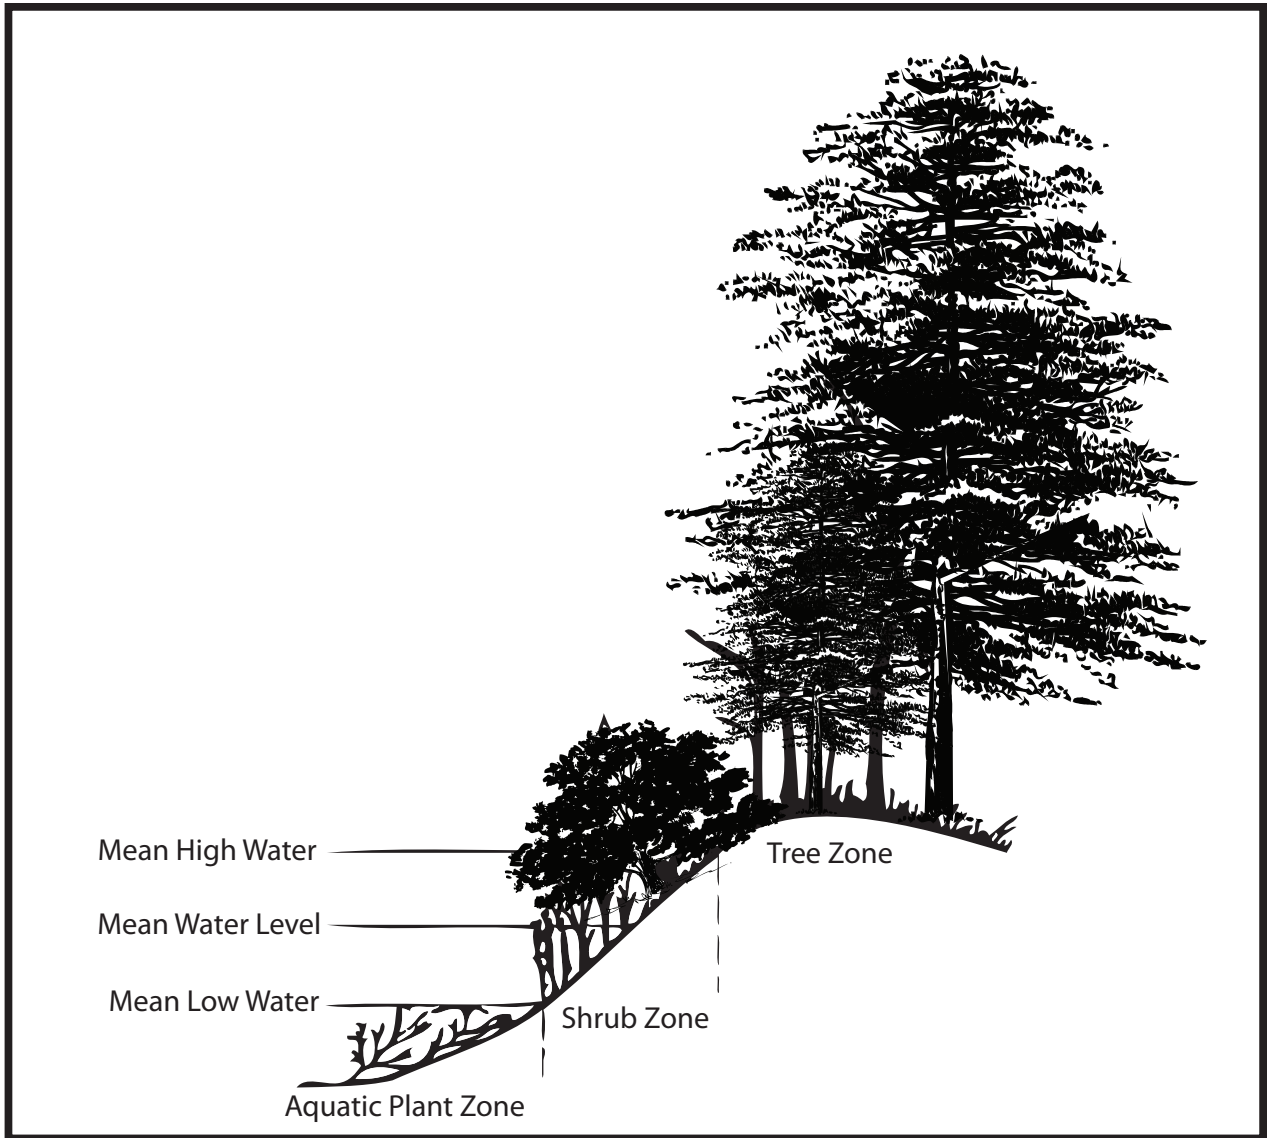 Mean High Water
Tree Zone
Mean Water Level
Mean Low Water
Shrub Zone
Aquatic Plant Zone